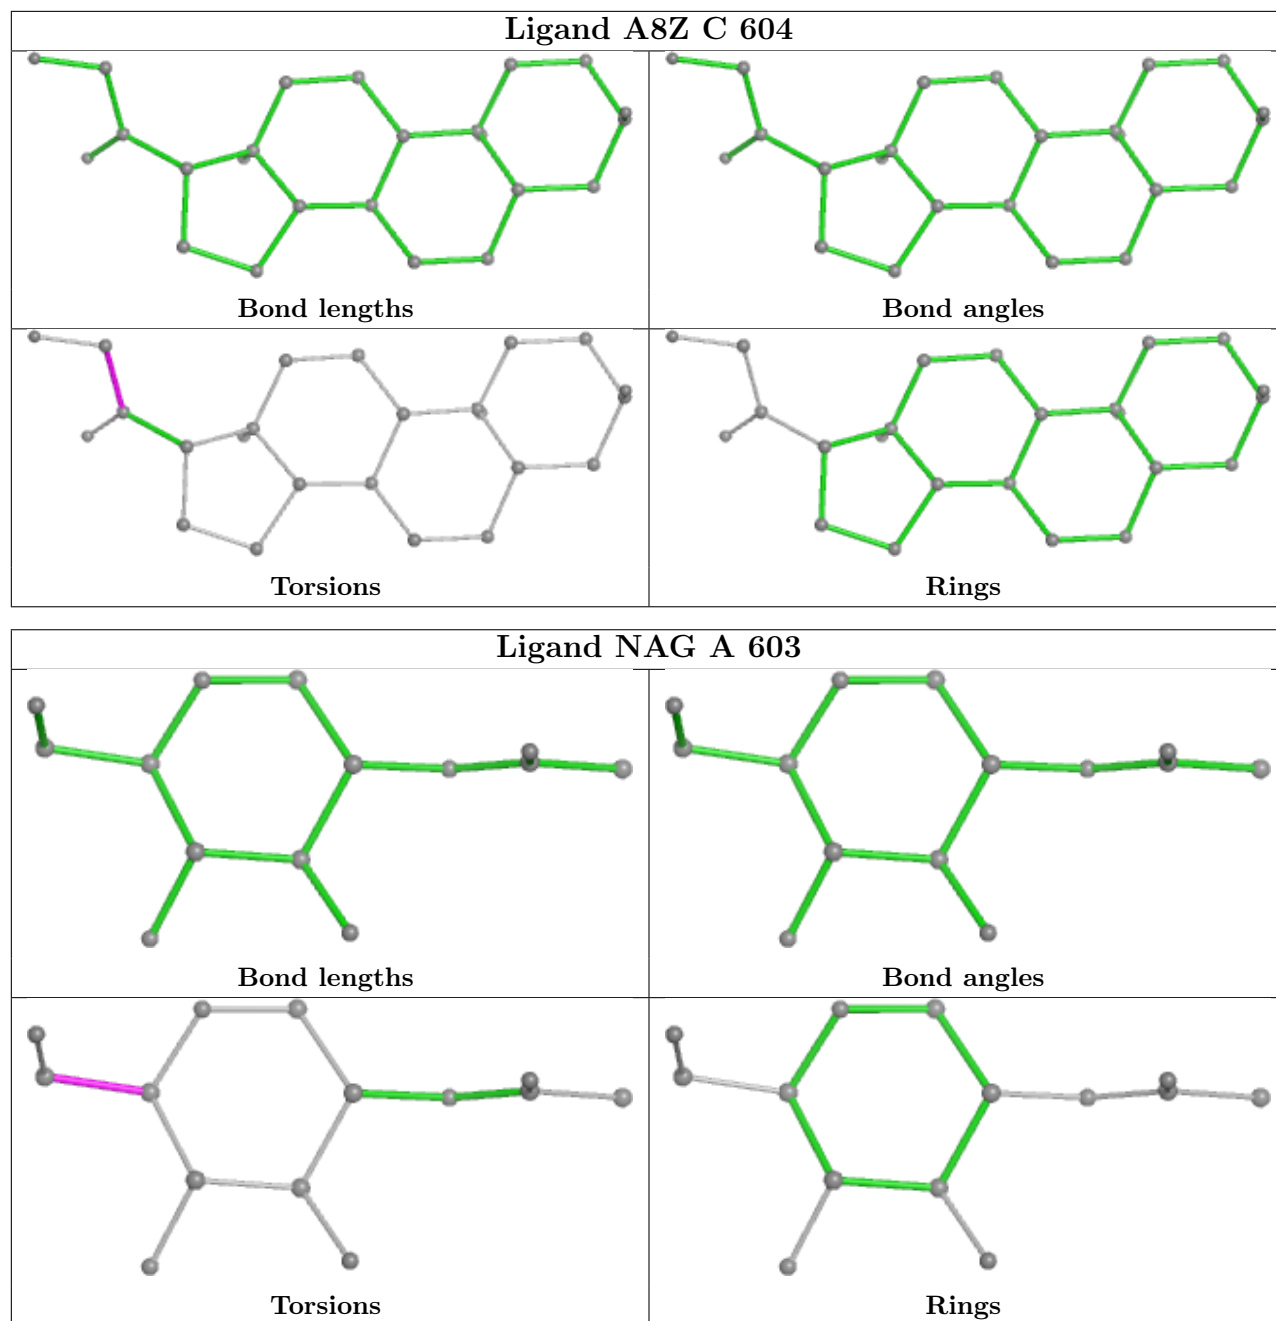 Ligand A8Z C 604
Bond lengths
Bond angles
Torsions
Rings
Ligand NAG A 603
Bond lengths
Bond angles
Torsions
Rings